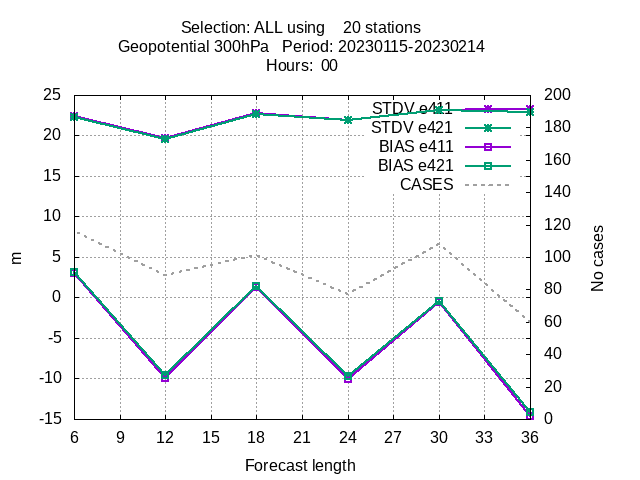 Selection: ALL using    20 stations
Geopotential 300hPa   Period: 20230115-20230214
Hours:  00
25
20
15
10
5
0
-5
-10
-15
m
200
180
160
140
120
100
80
60
40
20
0
No cases
STDV e411
STDV e421
BIAS e411
BIAS e421
CASES
6 9 12 15 18 21 24 27 30 33 36
Forecast length